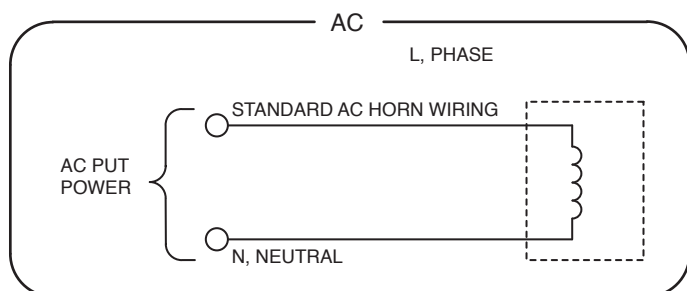 AC
L, PHASE
STANDARD AC HORN WIRING
AC PUT
POWER
N, NEUTRAL